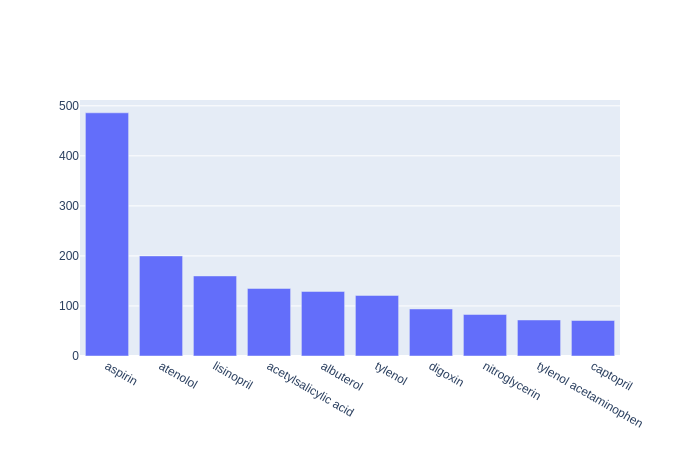 500
400
300
200
100
0
aspirin
atenolol
lisinopril
acetylsalicylic acid
albuterol
tylenol
digoxin
nitroglycerin
tylenol acetaminophen
captopril